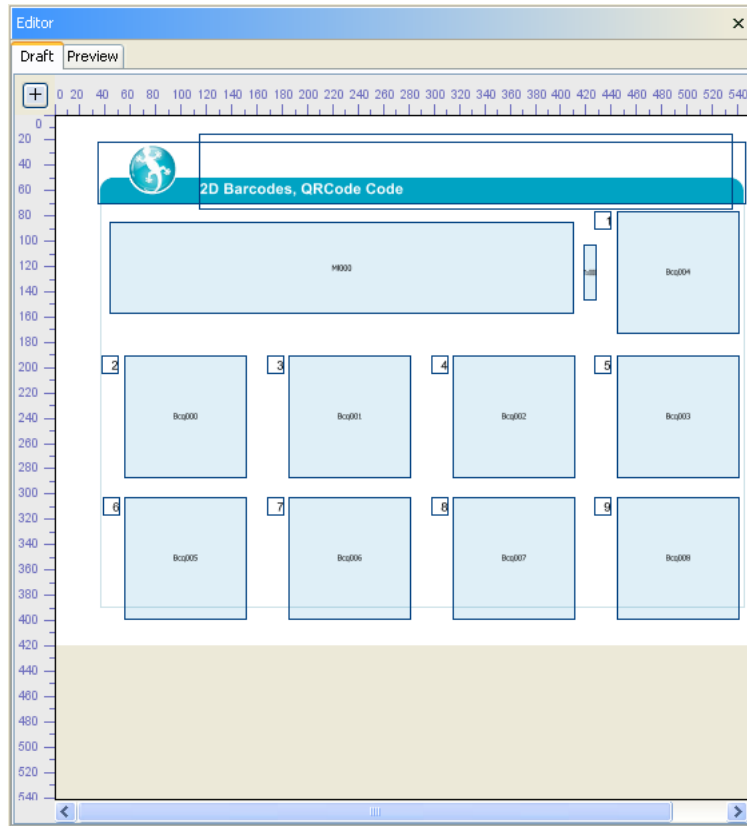 Editor
Draft Preview
0 20 40 60 80 100 120 140 160 180 200 220 240 260 280 300 320 340 360 380 400 420 440 460 480 500 520 540
0
20
40
60
80
100
120
140
160
180
200
220
240
260
280
300
320
340
360
380
400
420
440
460
480
500
520
540
2D Barcodes, QRCode Code
1
Mf000
Bcq004
2 3 4 5
Bcq000 Bcq001 Bcq002 Bcq003
6 7 8 9
Bcq005 Bcq006 Bcq007 Bcq008